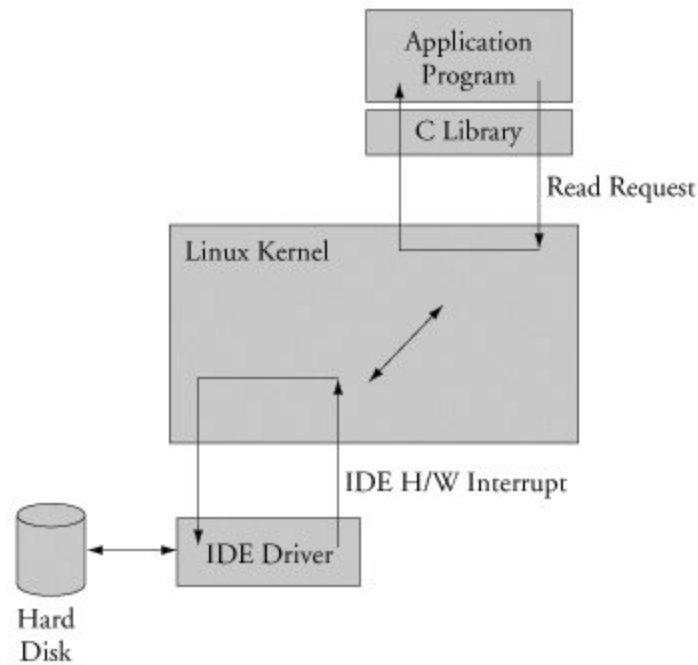 Application
Program
C Library
Read Request
Linux Kernel
IDE H/W Interrupt
IDE Driver
Hard
Disk